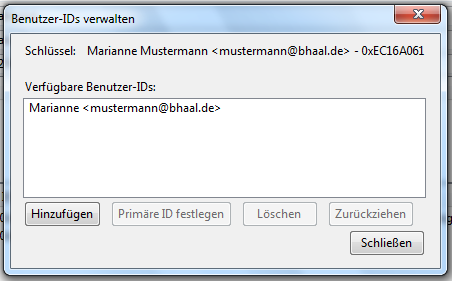 Benutzer-IDs verwalten
Schlüssel: Marianne Mustermann <mustermann@bhaal.de> - 0xEC16A061
Verfügbare Benutzer-IDs:
Marianne <mustermann@bhaal.de>
Hinzufügen Primäre ID festlegen Löschen Zurückziehen
Schließen